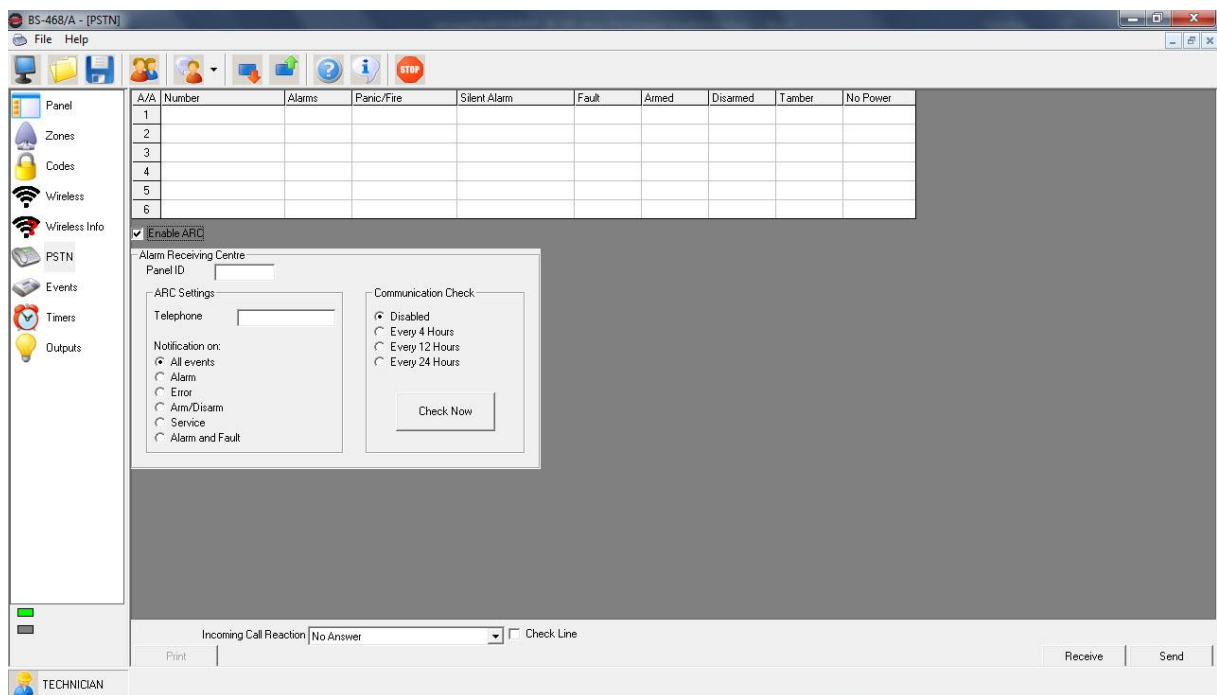 BS-468/A - [PSTN]
File Help
STOP
Panel
Zones
Codes
Wireless
Wireless Info
PSTN
Events
Timers
Outputs
A/A Number Alarms Panic/Fire Silent Alarm Fault Armed Disarmed Tamber No Power
1
2
3
4
5
6
Enable ARC
Alarm Receiving Centre
Panel ID
ARC Settings
Telephone
Notification on:
All events
Alarm
Error
Arm/Disarm
Service
Alarm and Fault
Communication Check
Disabled
Every 4 Hours
Every 12 Hours
Every 24 Hours
Check Now
Incoming Call Reaction No Answer Check Line
Print Receive Send
TECHNICIAN